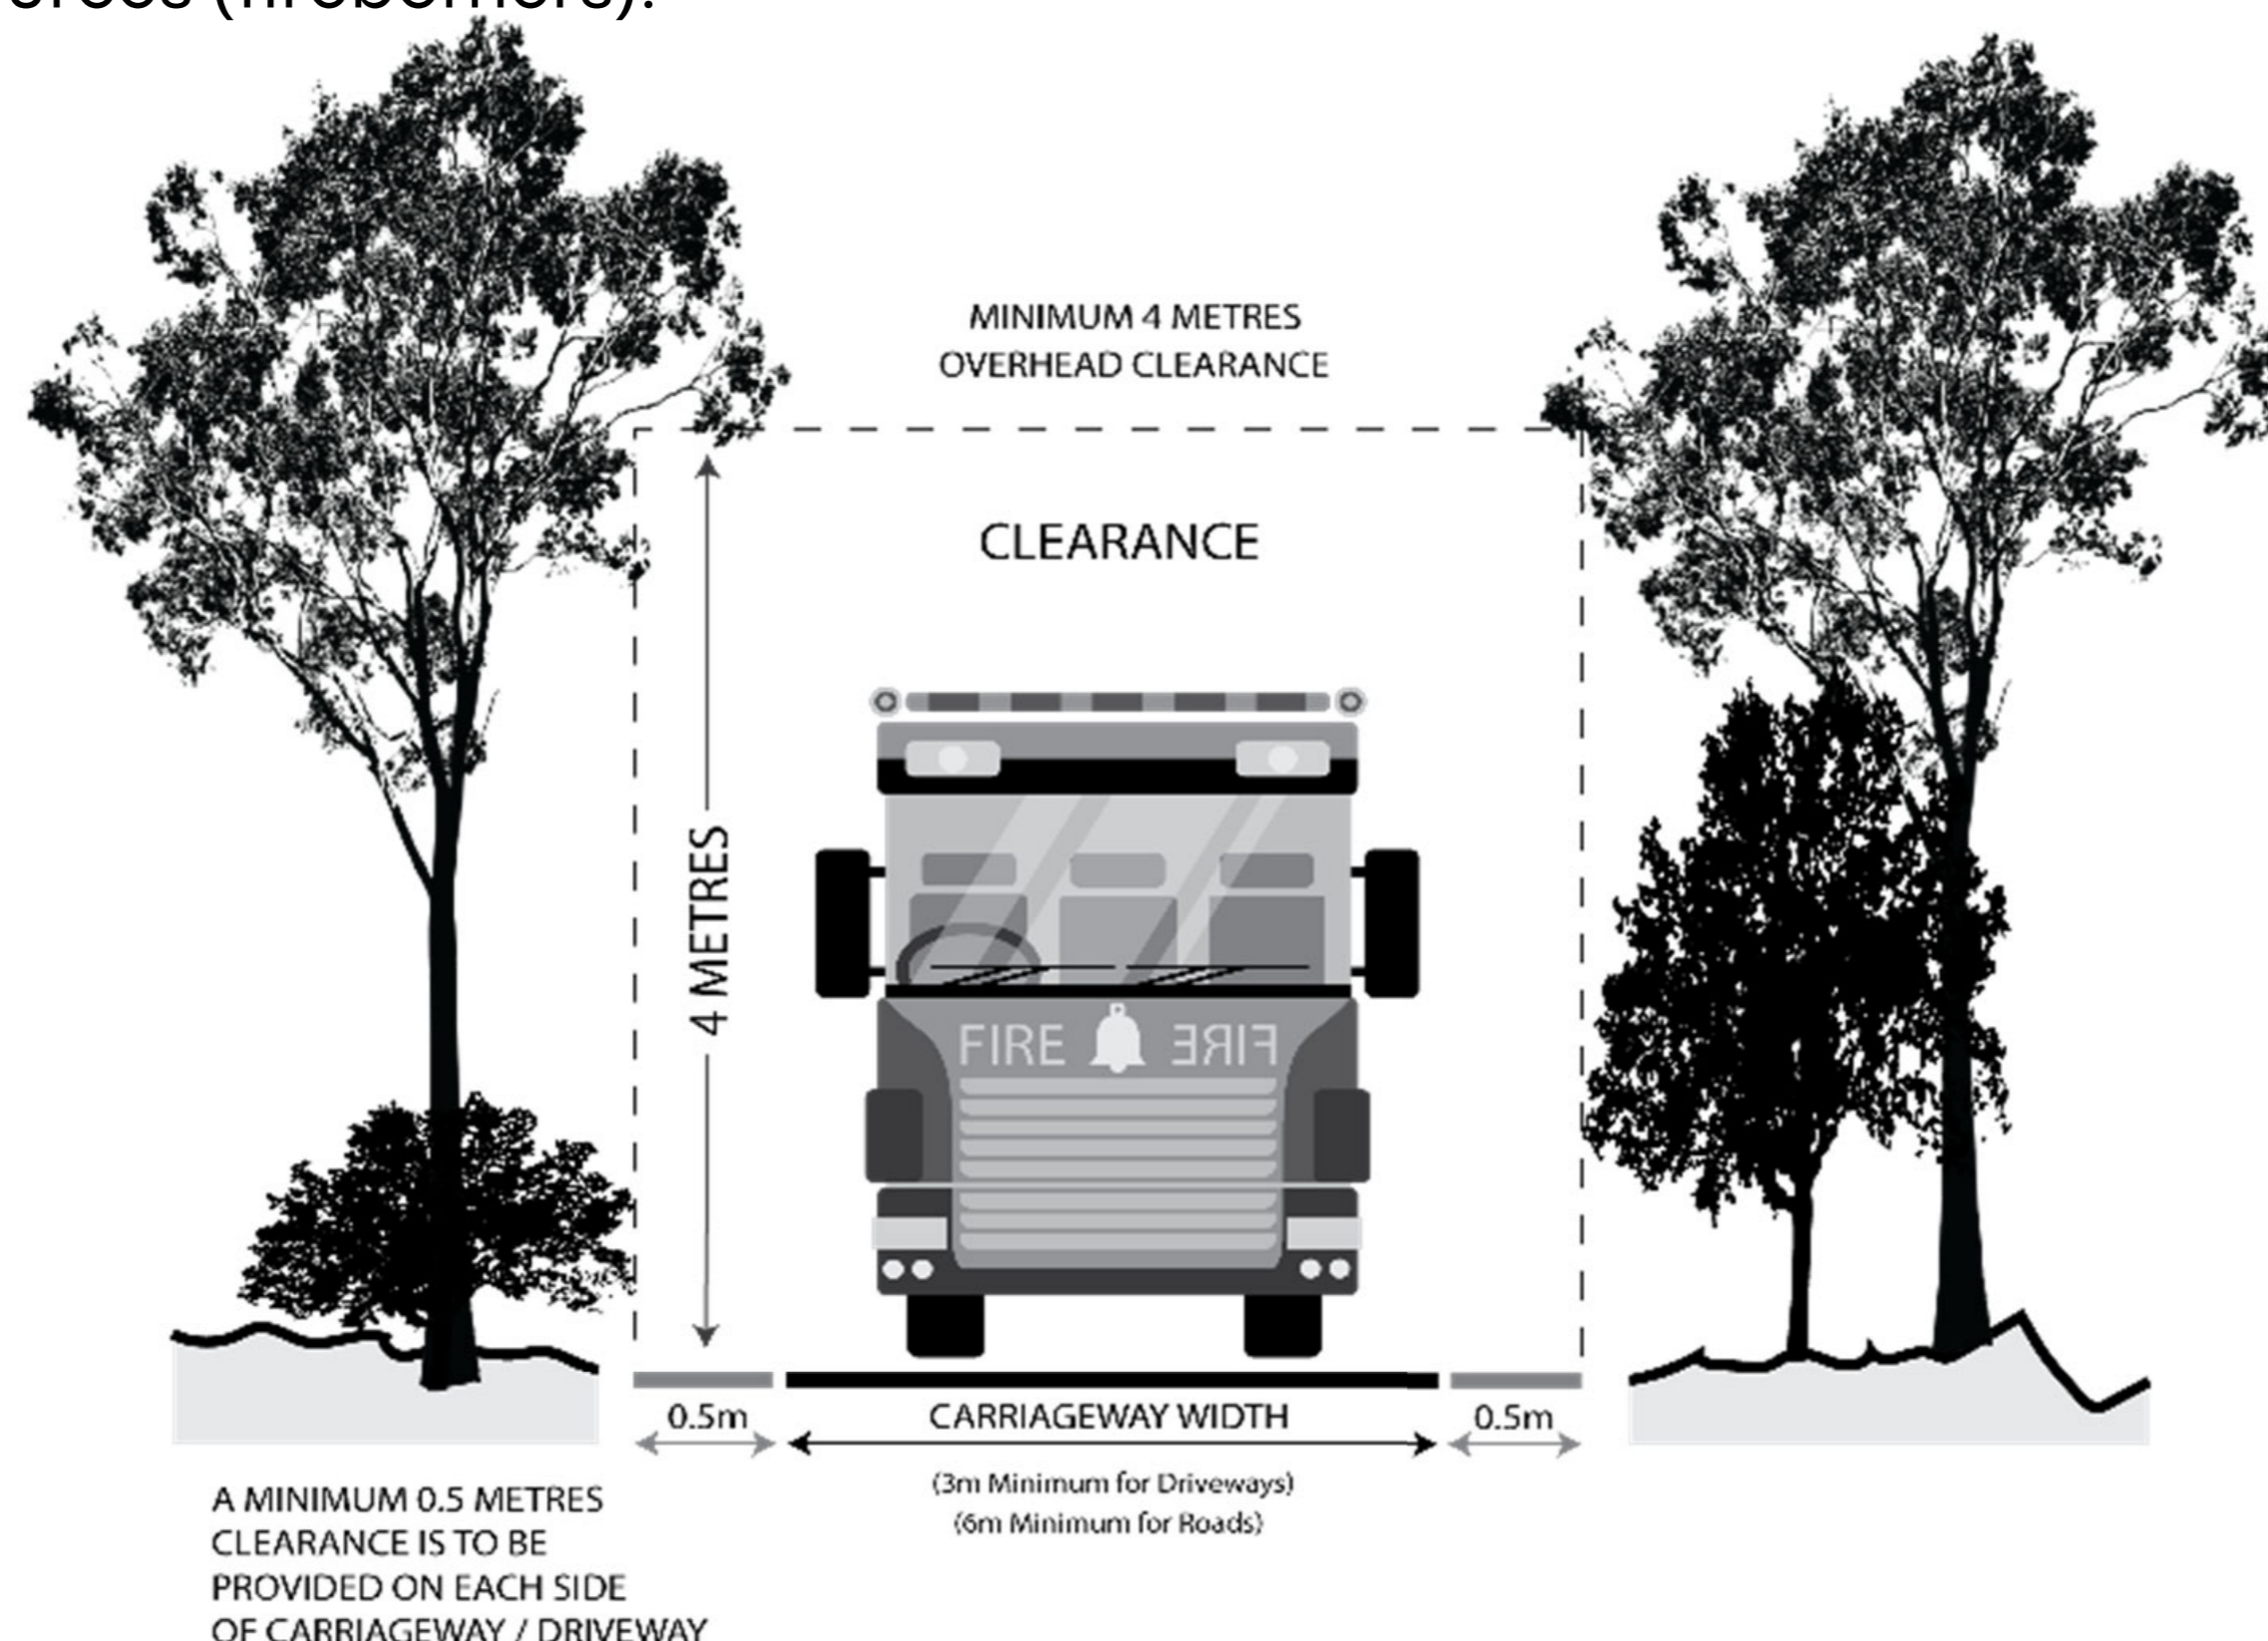 MINIMUM 4 METRES
OVERHEAD CLEARANCE
CLEARANCE
4 METRES
FIRE FIRE
0.5m
CARRIAGEWAY WIDTH
0.5m
(3m Minimum for Driveways)
(6m Minimum for Roads)
A MINIMUM 0.5 METRES
CLEARANCE IS TO BE
PROVIDED ON EACH SIDE
OF CARRIAGEWAY / DRIVEWAY